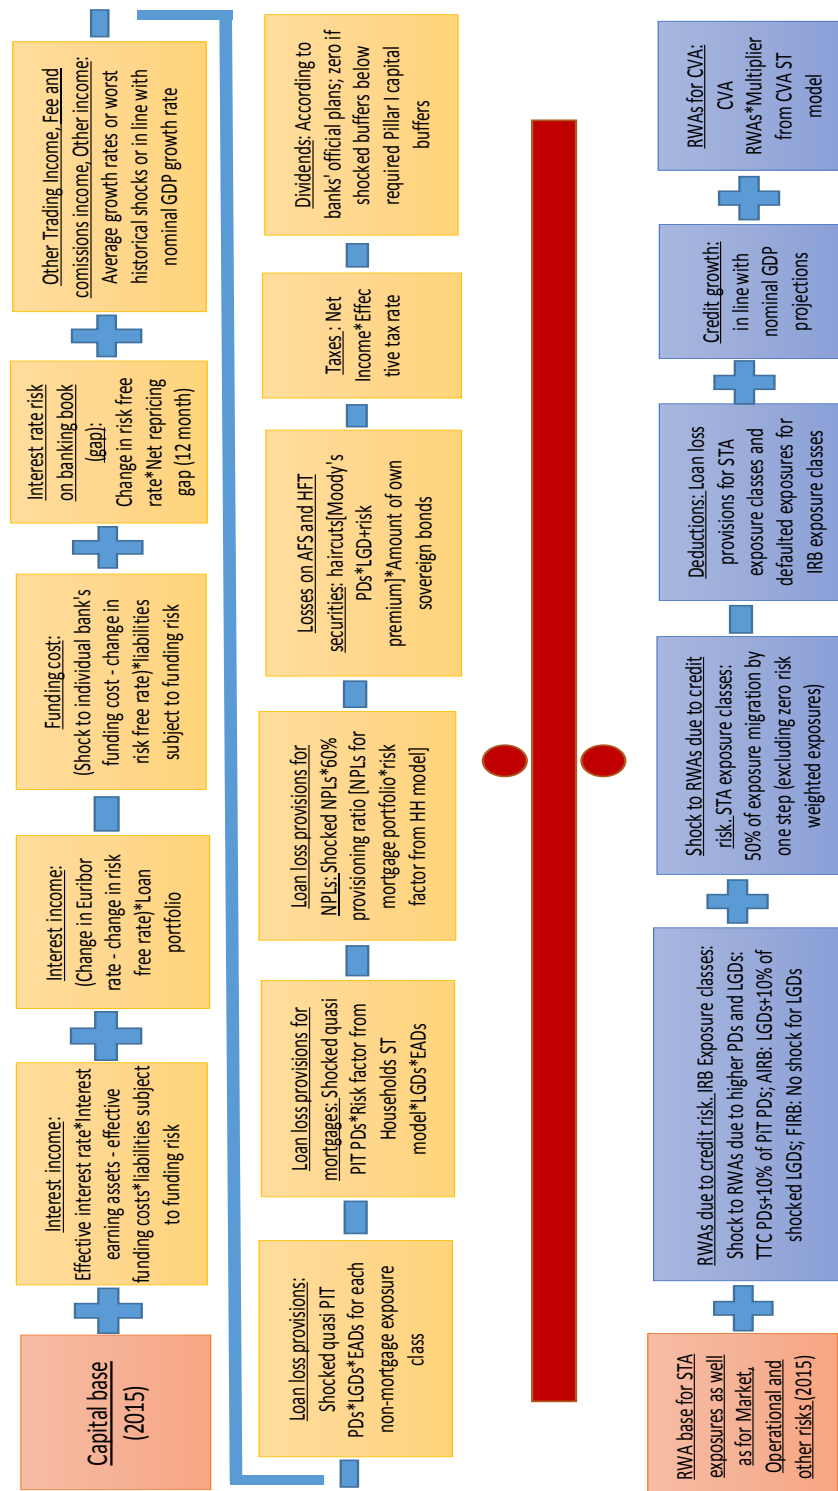 Capital base
(2015)
Interest income:
Effective interest rate*Interest
earning assets - effective
funding costs*liabilities subject
to funding risk
Interest income:
(Change in Euribor
rate - change in risk
free rate)*Loan
portfolio
Funding cost:
(Shock to individual bank's
funding cost - change in
risk free rate)*liabilities
subject to funding risk
Interest rate risk
on banking book
(gap):
Change in risk free
rate*Net repricing
gap (12 month)
Other Trading Income, Fee and
comissions income, Other income:
Average growth rates or worst
historical shocks or in line with
nominal GDP growth rate
Loan loss provisions:
Shocked quasi PIT
PDs*LGDs*EADs for each
non-mortgage exposure
class
Loan loss provisions for
mortgages: Shocked quasi
PIT PDs*Risk factor from
Households ST
model*LGDs*EADs
Loan loss provisions for
NPLs: Shocked NPLs*60%
provisioning ratio [NPLs for
mortgage portfolio*risk
factor from HH model]
Losses on AFS and HFT
securities: haircuts[Moody's
PDs*LGD+risk
premium]*Amount of own
sovereign bonds
Taxes : Net
Income*Effec
tive tax rate
Dividends: According to
banks' official plans; zero if
shocked buffers below
required Pillar I capital
buffers
RWA base for STA
exposures as well
as for Market,
Operational and
other risks (2015)
RWAs due to credit risk. IRB Exposure classes:
Shock to RWAs due to higher PDs and LGDs:
TTC PDs+10% of PiT PDs; AIRB: LGDs+10% of
shocked LGDs; FIRB: No shock for LGDs
Shock to RWAs due to credit
risk. STA exposure classes:
50% of exposure migration by
one step (excluding zero risk
weighted exposures)
Deductions: Loan loss
provisions for STA
exposure classes and
defaulted exposures for
IRB exposure classes
Credit growth:
in line with
nominal GDP
projections
RWAs for CVA:
CVA
RWAs*Multiplier
from CVA ST
model